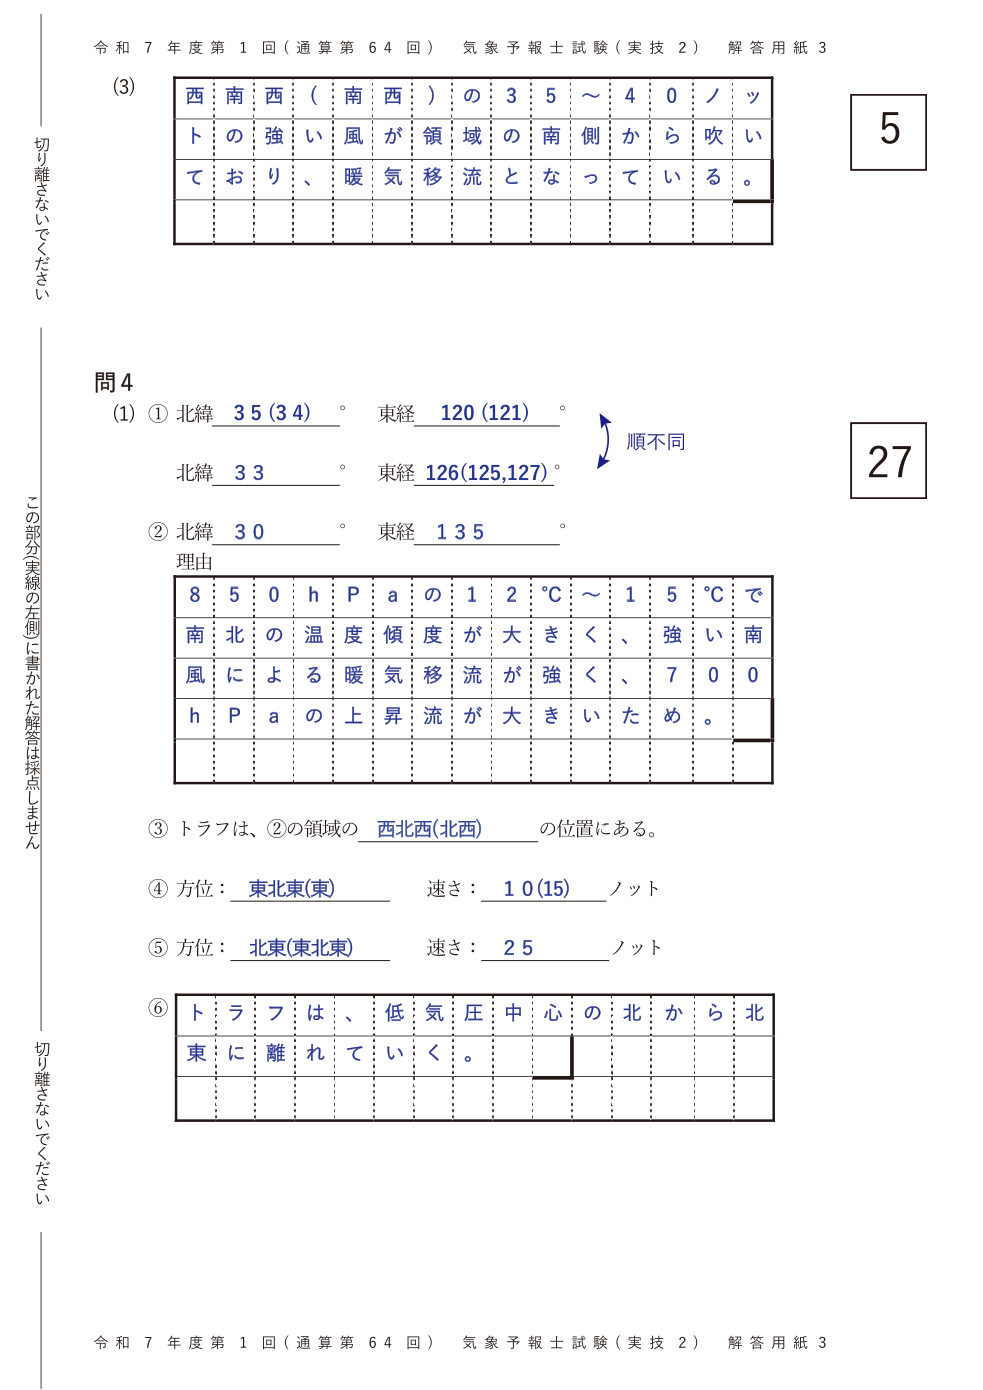 令和7年度第1回(通算第64回) 気象予報士試験(実技2) 解答用紙3
(3)
西南西(南西)の35～40ノッ
トの強い風が領域の南側から吹い
ており、暖気移流となっている。
5
切り離さないでください
問4
27
(1) ① 北緯 35(34) ° 東経 120(121) °
順不同
北緯 33 ° 東経 126(125,127) °
② 北緯 30 ° 東経 135 °
理由
850hPaの12℃～15℃で
南北の温度傾度が大きく、強い南
風による暖気移流が強く、700
hPaの上昇流が大きいため。
この部分(実線の左側)に書かれた解答は採点しません
③ トラフは、②の領域の 西北西(北西) の位置にある。
④ 方位： 東北東(東) 速さ： 10(15) ノット
⑤ 方位： 北東(東北東) 速さ： 25 ノット
⑥
トラフは、低気圧中心の北から北
東に離れていく。
切り離さないでください
令和7年度第1回(通算第64回) 気象予報士試験(実技2) 解答用紙3